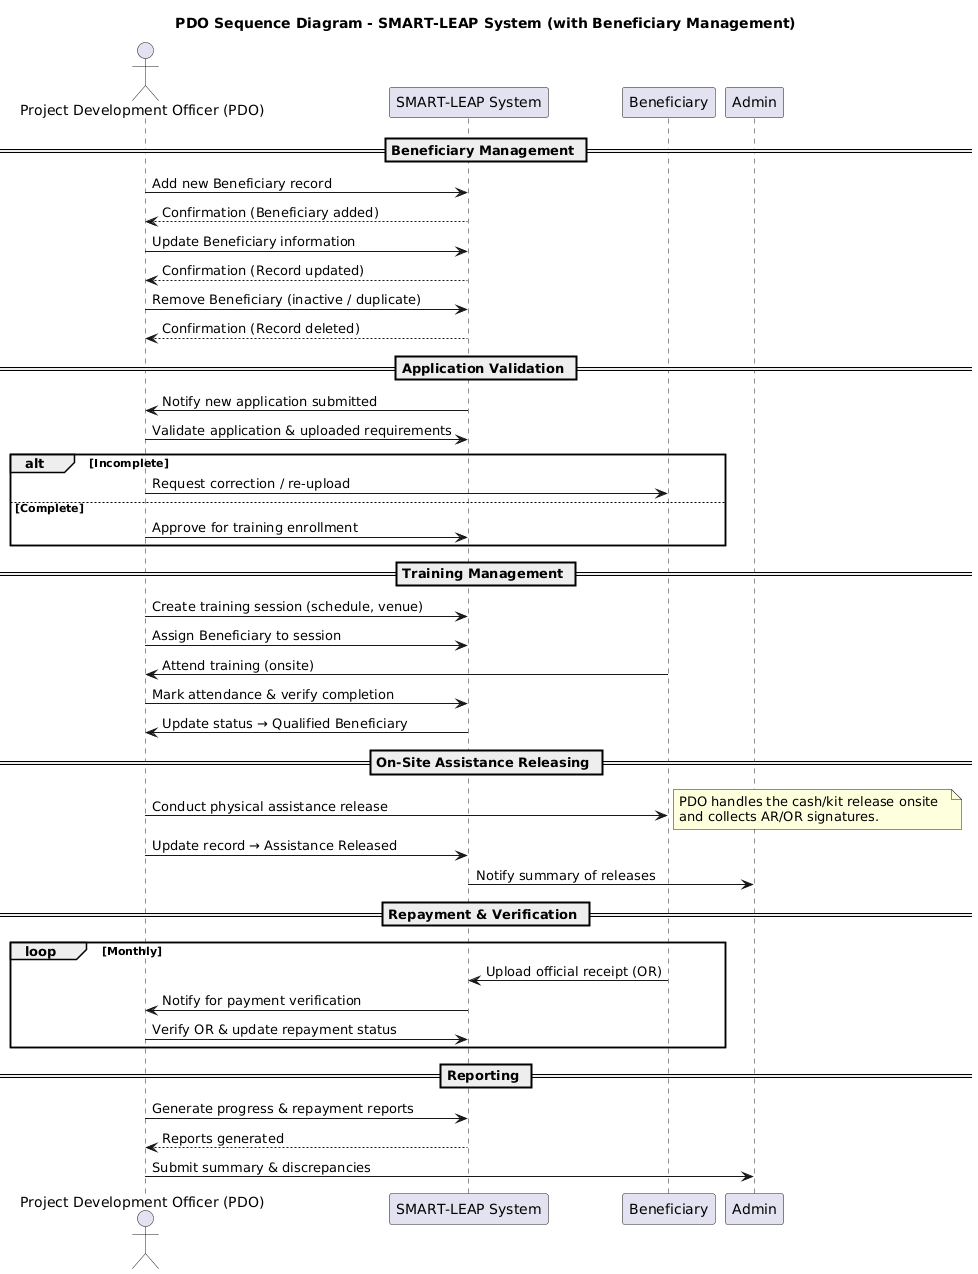 PDO Sequence Diagram - SMART-LEAP System (with Beneficiary Management)
Project Development Officer (PDO)
SMART-LEAP System
Beneficiary
Admin
Beneficiary Management
Add new Beneficiary record
Confirmation (Beneficiary added)
Update Beneficiary information
Confirmation (Record updated)
Remove Beneficiary (inactive / duplicate)
Confirmation (Record deleted)
Application Validation
Notify new application submitted
Validate application & uploaded requirements
alt [Incomplete]
Request correction / re-upload
[Complete]
Approve for training enrollment
Training Management
Create training session (schedule, venue)
Assign Beneficiary to session
Attend training (onsite)
Mark attendance & verify completion
Update status → Qualified Beneficiary
On-Site Assistance Releasing
Conduct physical assistance release
PDO handles the cash/kit release onsite
and collects AR/OR signatures.
Update record → Assistance Released
Notify summary of releases
Repayment & Verification
loop [Monthly]
Upload official receipt (OR)
Notify for payment verification
Verify OR & update repayment status
Reporting
Generate progress & repayment reports
Reports generated
Submit summary & discrepancies
Project Development Officer (PDO)
SMART-LEAP System
Beneficiary
Admin